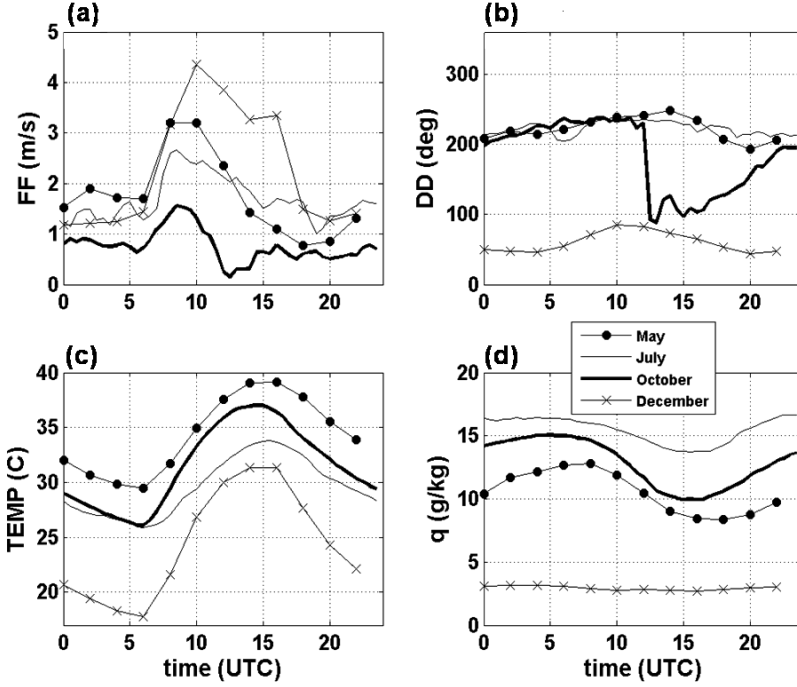 (a)
FF (m/s)
5
4
3
2
1
0
0
5
10
15
20
(b)
DD (deg)
300
200
100
0
0
5
10
15
20
(c)
TEMP (C)
40
35
30
25
20
0
5
10
15
20
time (UTC)
May
July
October
December
(d)
q (g/kg)
20
15
10
5
0
0
5
10
15
20
time (UTC)